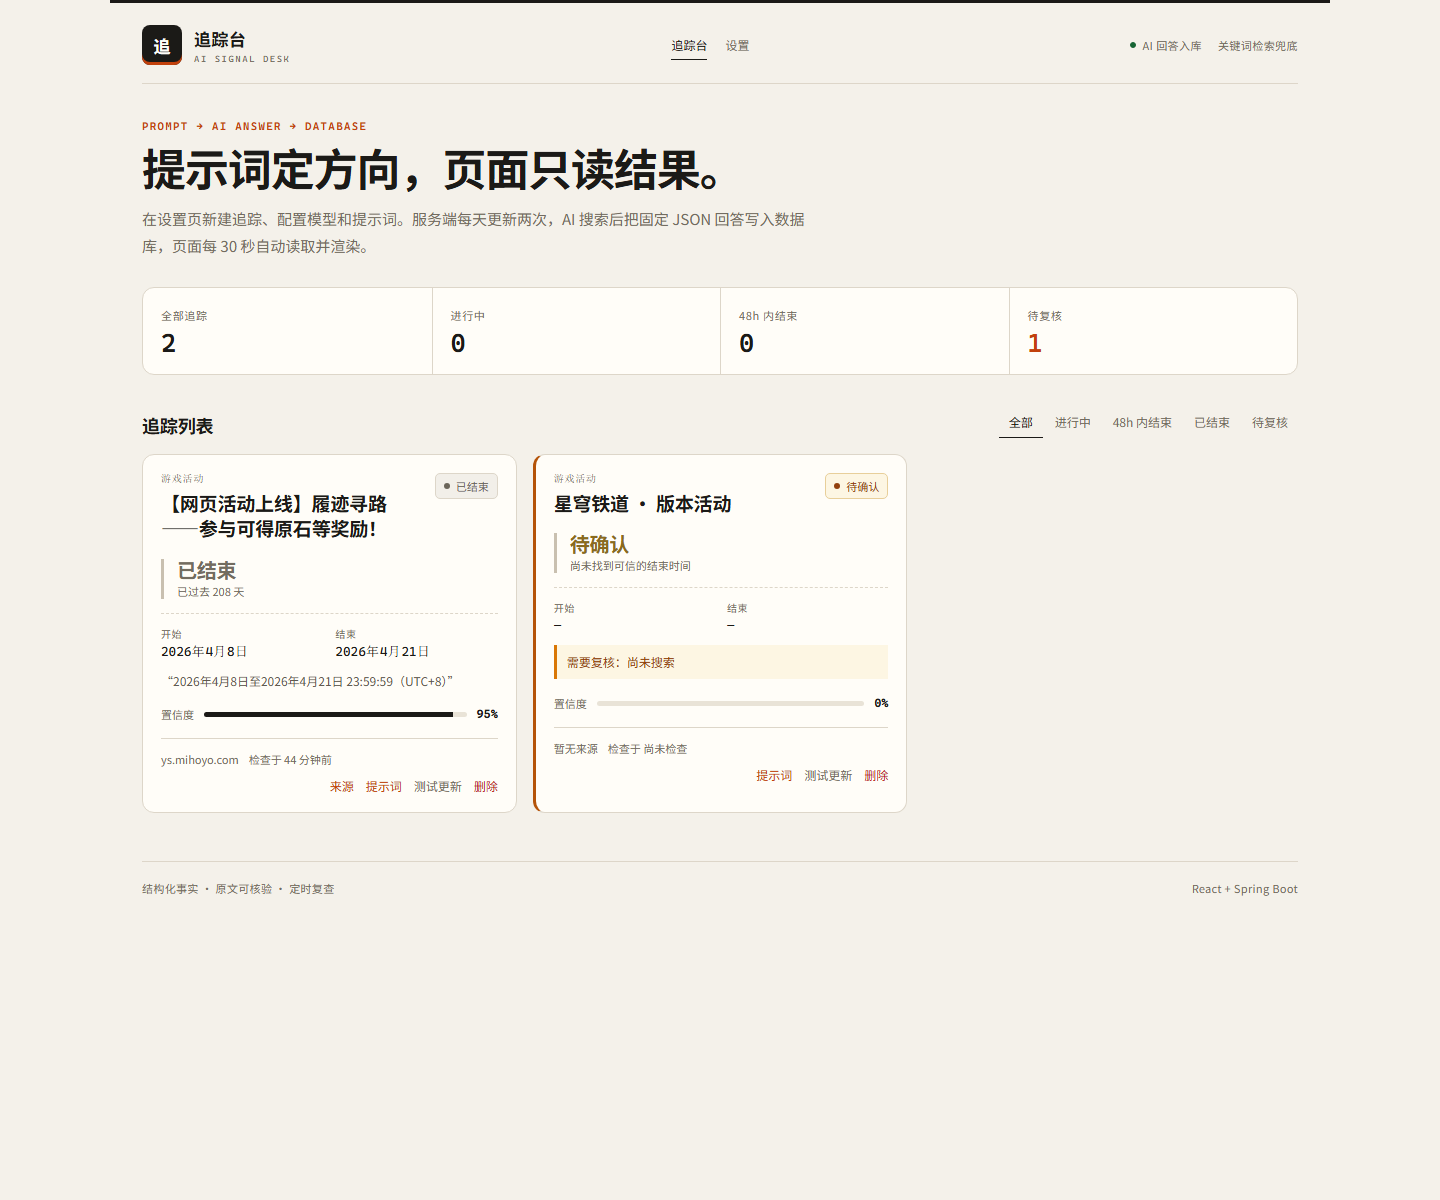 追
追踪台
AI SIGNAL DESK
追踪台 设置
AI 回答入库 关键词检索兜底
PROMPT → AI ANSWER → DATABASE
提示词定方向，页面只读结果。
在设置页新建追踪、配置模型和提示词。服务端每天更新两次，AI 搜索后把固定 JSON 回答写入数据
库，页面每 30 秒自动读取并渲染。
全部追踪
2
进行中
0
48h 内结束
0
待复核
1
追踪列表
全部 进行中 48h 内结束 已结束 待复核
游戏活动
已结束
【网页活动上线】履迹寻路
——参与可得原石等奖励！
已结束
已过去 208 天
开始
2026年4月8日
结束
2026年4月21日
“2026年4月8日至2026年4月21日 23:59:59（UTC+8）”
置信度 95%
ys.mihoyo.com 检查于 44 分钟前
来源 提示词 测试更新 删除
游戏活动
待确认
星穹铁道 · 版本活动
待确认
尚未找到可信的结束时间
开始
—
结束
—
需要复核：尚未搜索
置信度 0%
暂无来源 检查于 尚未检查
提示词 测试更新 删除
结构化事实 · 原文可核验 · 定时复查
React + Spring Boot